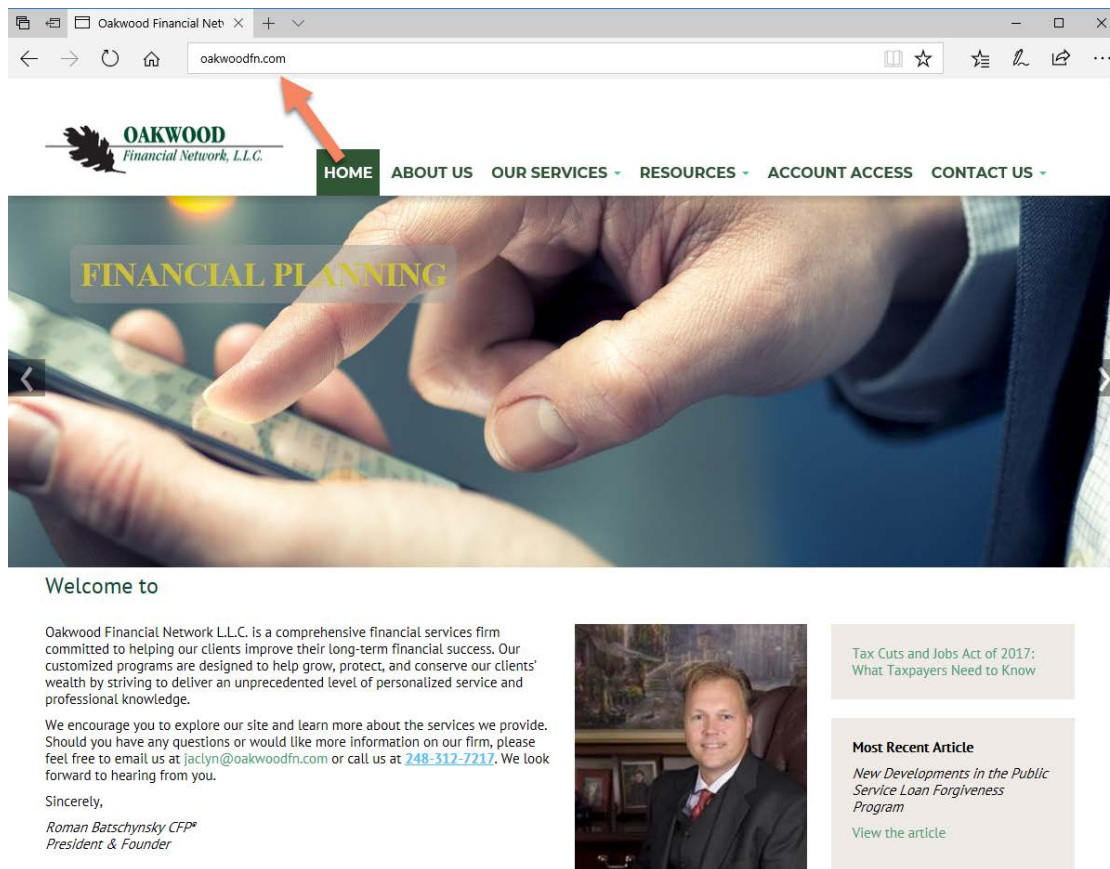 Oakwood Financial Net
oakwoodfn.com
OAKWOOD
Financial Network, L.L.C.
HOME ABOUT US OUR SERVICES RESOURCES ACCOUNT ACCESS CONTACT US
FINANCIAL PLANNING
Welcome to
Oakwood Financial Network L.L.C. is a comprehensive financial services firm
committed to helping our clients improve their long-term financial success. Our
customized programs are designed to help grow, protect, and conserve our clients'
wealth by striving to deliver an unprecedented level of personalized service and
professional knowledge.
We encourage you to explore our site and learn more about the services we provide.
Should you have any questions or would like more information on our firm, please
feel free to email us at jaclyn@oakwoodfn.com or call us at 248-312-7217. We look
forward to hearing from you.
Sincerely,
Roman Batschynsky CFP®
President & Founder
Tax Cuts and Jobs Act of 2017:
What Taxpayers Need to Know
Most Recent Article
New Developments in the Public
Service Loan Forgiveness
Program
View the article